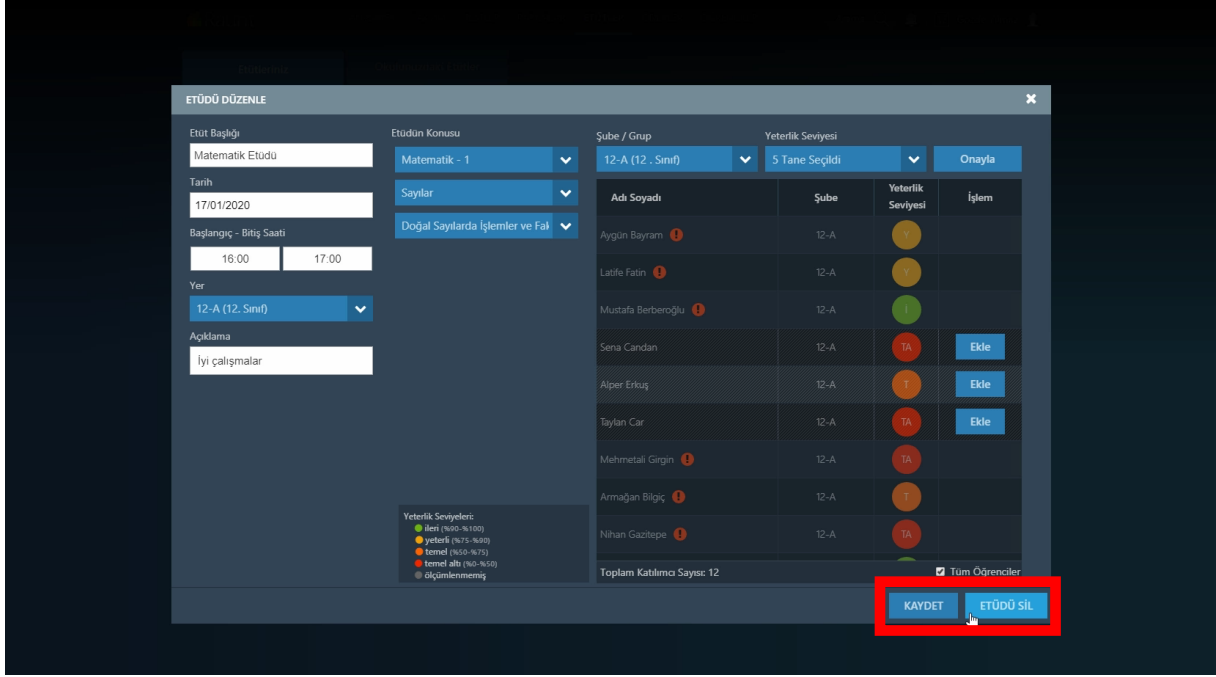 ETÜDÜ DÜZENLE
Etüt Başlığı
Matematik Etüdü
Tarih
17/01/2020
Başlangıç - Bitiş Saati
16:00 17:00
Yer
12-A (12. Sınıf)
Açıklama
İyi çalışmalar
Etüdün Konusu
Matematik - 1
Sayılar
Doğal Sayılarda İşlemler ve Fak
Yeterlik Seviyeleri:
ileri (%90-%100)
yeterli (%75-%90)
temel (%50-%75)
temel altı (%0-%50)
ölçümlenmemiş
Şube / Grup Yeterlik Seviyesi
12-A (12 . Sınıf) 5 Tane Seçildi Onayla
Adı Soyadı Şube Yeterlik Seviyesi İşlem
Aygün Bayram 12-A Y
Latife Fatin 12-A Y
Mustafa Berberoğlu 12-A İ
Sena Candan 12-A TA Ekle
Alper Erkuş 12-A T Ekle
Taylan Car 12-A TA Ekle
Mehmetali Girgin 12-A TA
Armağan Bilgiç 12-A T
Nihan Gazitepe 12-A TA
Toplam Katılımcı Sayısı: 12 Tüm Öğrenciler
KAYDET ETÜDÜ SİL